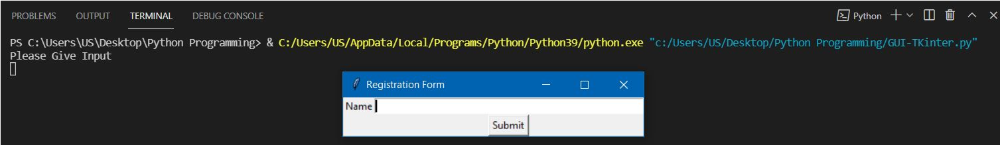 PROBLEMS OUTPUT TERMINAL DEBUG CONSOLE Python
PS C:\Users\US\Desktop\Python Programming> & C:/Users/US/AppData/Local/Programs/Python/Python39/python.exe "c:/Users/US/Desktop/Python Programming/GUI-TKinter.py"
Please Give Input
Registration Form
Name
Submit